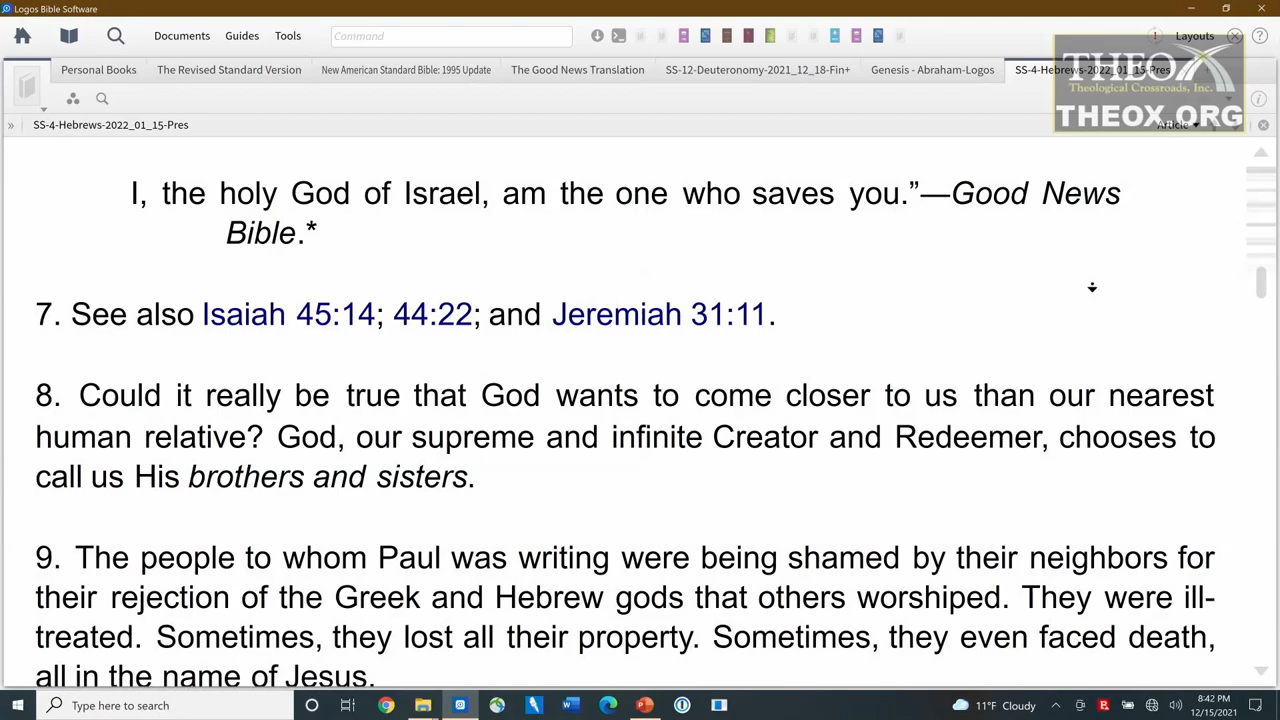 Logos Bible Software
Documents Guides Tools Command Layouts
Personal Books The Revised Standard Version New American Update The Good News Translation SS-12-Deuteronomy-2021_12_18-Fin+ Genesis - Abraham-Logos SS-4-Hebrews-2022_01_15-Pres
THEOX
Theological Crossroads, Inc.
THEOX.ORG
SS-4-Hebrews-2022_01_15-Pres Article
I, the holy God of Israel, am the one who saves you.”—Good News
Bible.*
7. See also Isaiah 45:14; 44:22; and Jeremiah 31:11.
8. Could it really be true that God wants to come closer to us than our nearest
human relative? God, our supreme and infinite Creator and Redeemer, chooses to
call us His brothers and sisters.
9. The people to whom Paul was writing were being shamed by their neighbors for
their rejection of the Greek and Hebrew gods that others worshiped. They were ill-
treated. Sometimes, they lost all their property. Sometimes, they even faced death,
all in the name of Jesus.
Type here to search 11°F Cloudy 8:42 PM
12/15/2021